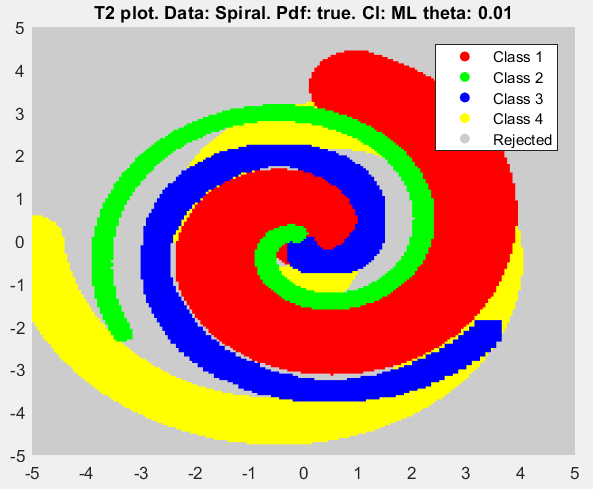 T2 plot. Data: Spiral. Pdf: true. Cl: ML theta: 0.01
5
4
3
2
1
0
-1
-2
-3
-4
-5
Class 1
Class 2
Class 3
Class 4
Rejected
-5 -4 -3 -2 -1 0 1 2 3 4 5